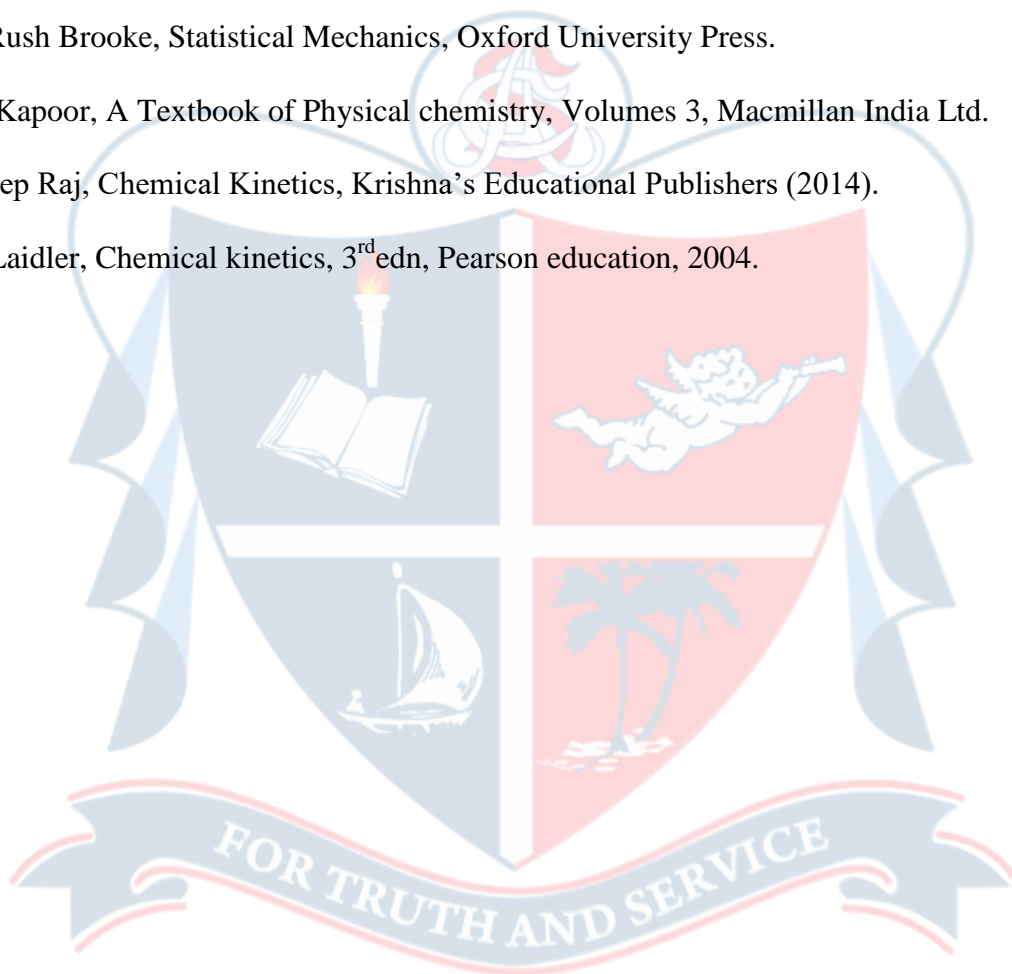 Rush Brooke, Statistical Mechanics, Oxford University Press.
Kapoor, A Textbook of Physical chemistry, Volumes 3, Macmillan India Ltd.
ep Raj, Chemical Kinetics, Krishna’s Educational Publishers (2014).
Laidler, Chemical kinetics, 3rdedn, Pearson education, 2004.
FOR TRUTH AND SERVICE